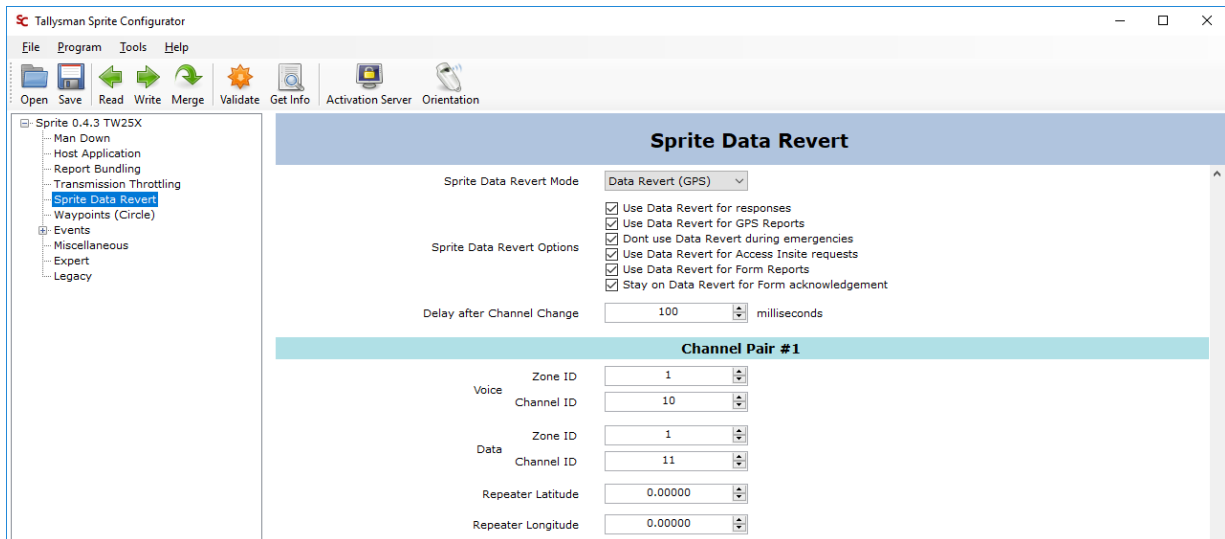 SC Tallysman Sprite Configurator
File Program Tools Help
Open Save Read Write Merge Validate Get Info Activation Server Orientation
Sprite 0.4.3 TW25X
Man Down
Host Application
Report Bundling
Transmission Throttling
Sprite Data Revert
Waypoints (Circle)
Events
Miscellaneous
Expert
Legacy
Sprite Data Revert
Sprite Data Revert Mode Data Revert (GPS)
Sprite Data Revert Options
Use Data Revert for responses
Use Data Revert for GPS Reports
Dont use Data Revert during emergencies
Use Data Revert for Access Insite requests
Use Data Revert for Form Reports
Stay on Data Revert for Form acknowledgement
Delay after Channel Change 100 milliseconds
Channel Pair #1
Voice
Zone ID 1
Channel ID 10
Data
Zone ID 1
Channel ID 11
Repeater Latitude 0.00000
Repeater Longitude 0.00000